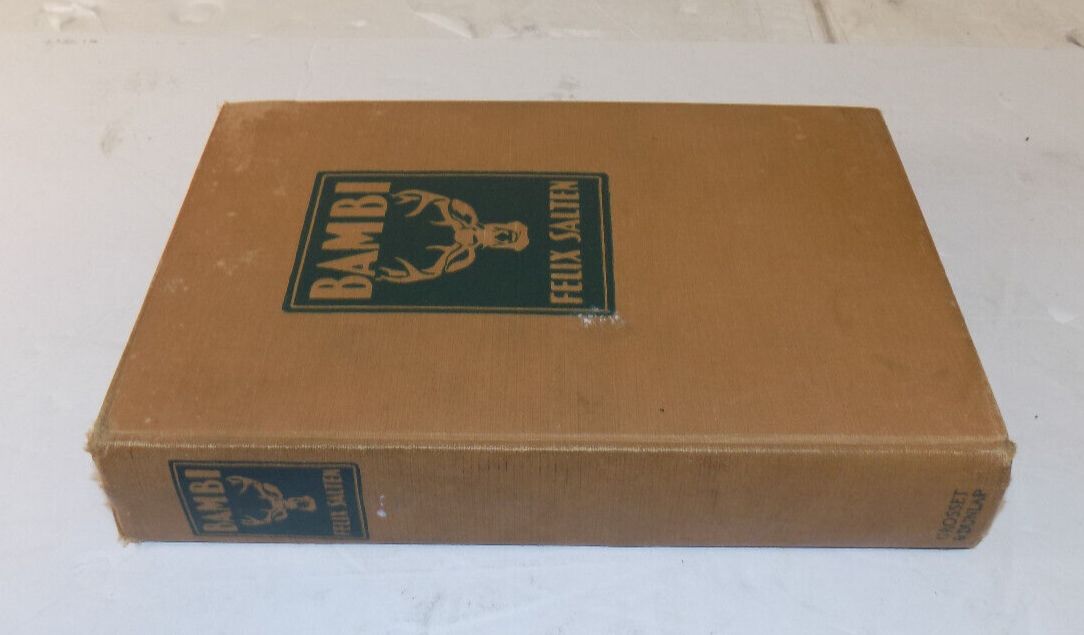 BAMBI
FELIX SALTEN
BAMBI
FELIX SALTEN
GROSSET
& DUNLAP